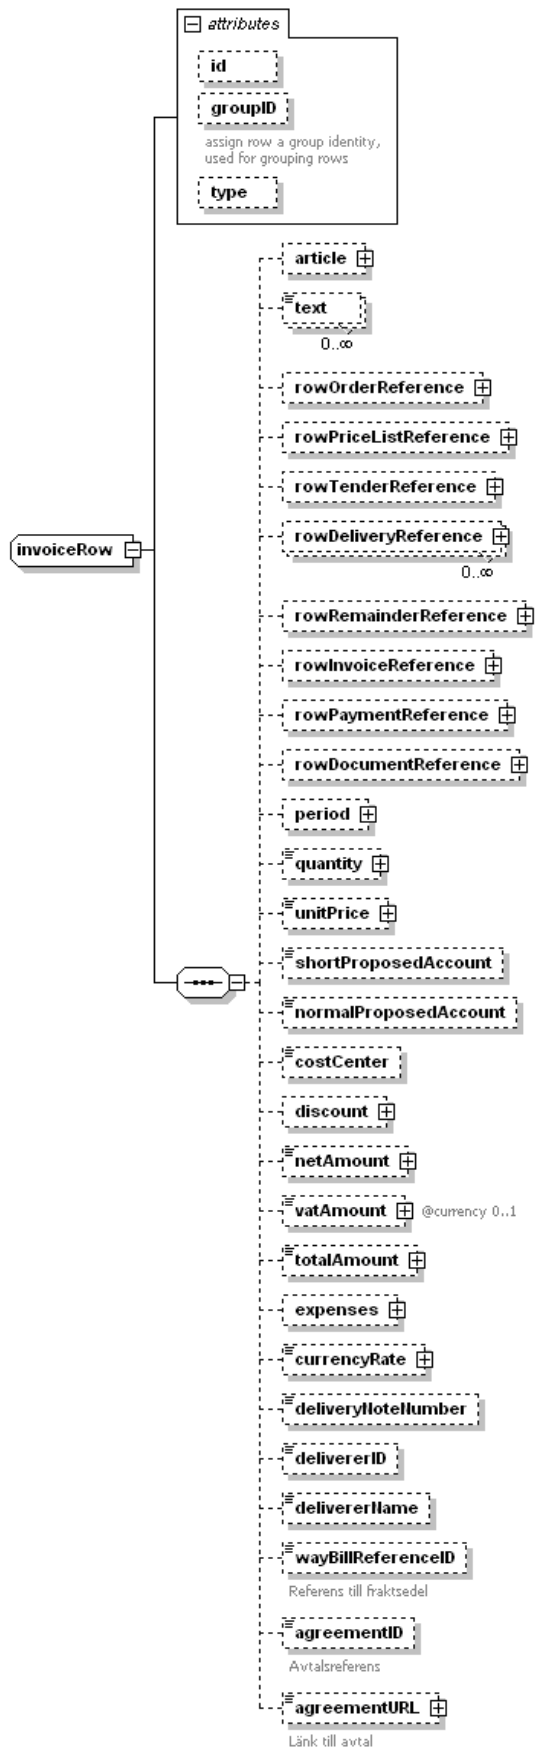 attributes
id
groupID
assign row a group identity,
used for grouping rows
type
article
text
0..∞
rowOrderReference
rowPriceListReference
rowTenderReference
invoiceRow
rowDeliveryReference
0..∞
rowRemainderReference
rowInvoiceReference
rowPaymentReference
rowDocumentReference
period
quantity
unitPrice
shortProposedAccount
normalProposedAccount
costCenter
discount
netAmount
vatAmount @currency 0..1
totalAmount
expenses
currencyRate
deliveryNoteNumber
delivererID
delivererName
wayBillReferenceID
Referens till fraktsedel
agreementID
Avtalsreferens
agreementURL
Länk till avtal